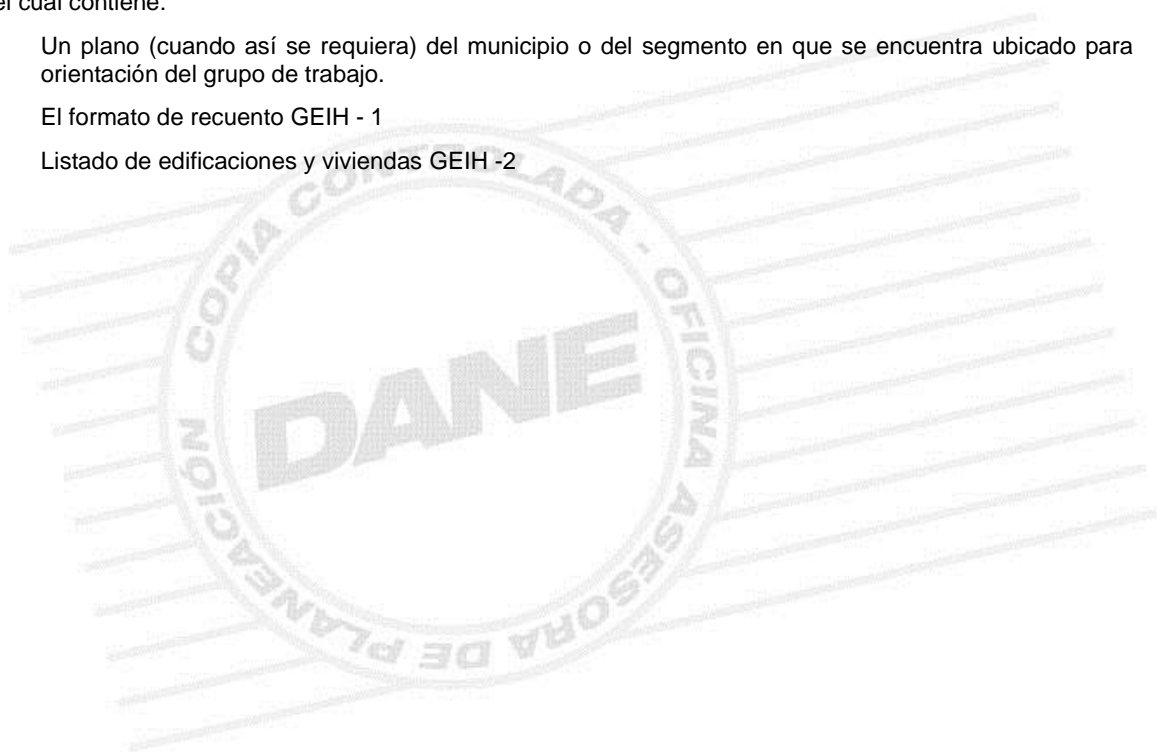 el cual contiene:
Un plano (cuando así se requiera) del municipio o del segmento en que se encuentra ubicado para
orientación del grupo de trabajo.
El formato de recuento GEIH - 1
Listado de edificaciones y viviendas GEIH -2
COPIA CONTROLADA - OFICINA ASESORA DE PLANEACIÓN
DANE